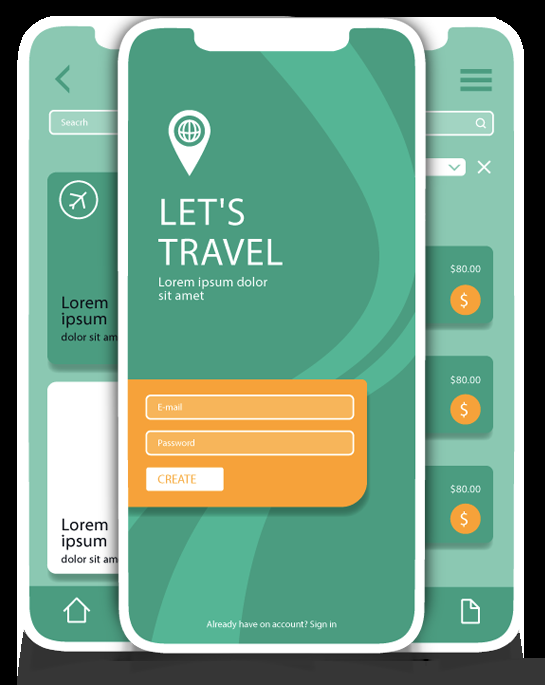 Seacrh
LET'S
TRAVEL
Lorem ipsum dolor
sit amet
E-mail
Password
CREATE
Already have on account? Sign in
Lorem
ipsum
dolor sit am
Lorem
ipsum
dolor sit am
$80.00
$
$80.00
$
$80.00
$